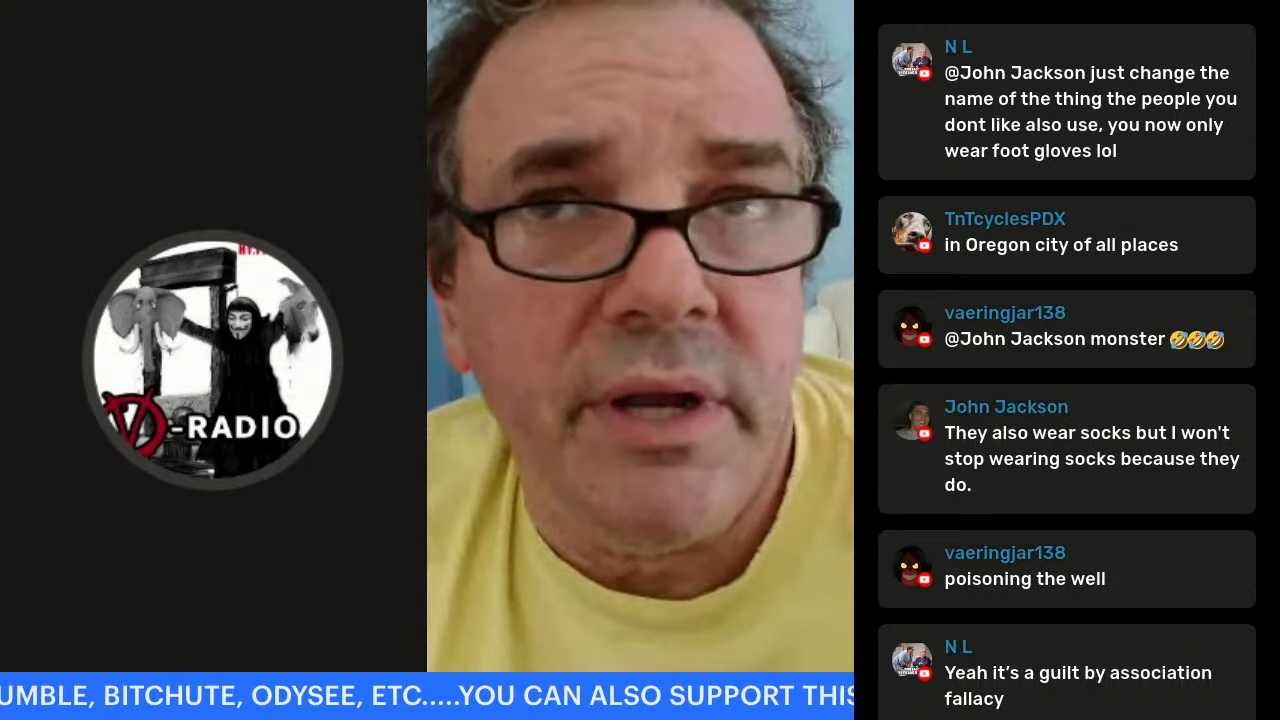 V-RADIO
UMBLE, BITCHUTE, ODYSEE, ETC.....YOU CAN ALSO SUPPORT THIS
N L
@John Jackson just change the
name of the thing the people you
dont like also use, you now only
wear foot gloves lol
TnTcyclesPDX
in Oregon city of all places
vaeringjar138
@John Jackson monster 🤣🤣🤣
John Jackson
They also wear socks but I won't
stop wearing socks because they
do.
vaeringjar138
poisoning the well
N L
Yeah it’s a guilt by association
fallacy